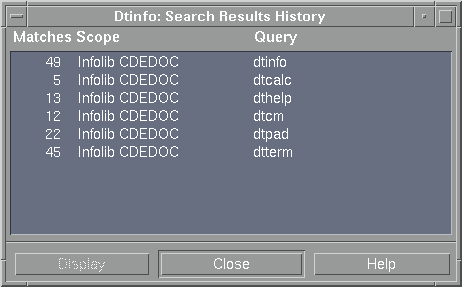 Dtinfo: Search Results History
Matches Scope Query
49 Infolib CDEDOC dtinfo
5 Infolib CDEDOC dtcalc
13 Infolib CDEDOC dthelp
12 Infolib CDEDOC dtcm
22 Infolib CDEDOC dtpad
45 Infolib CDEDOC dtterm
Display Close Help